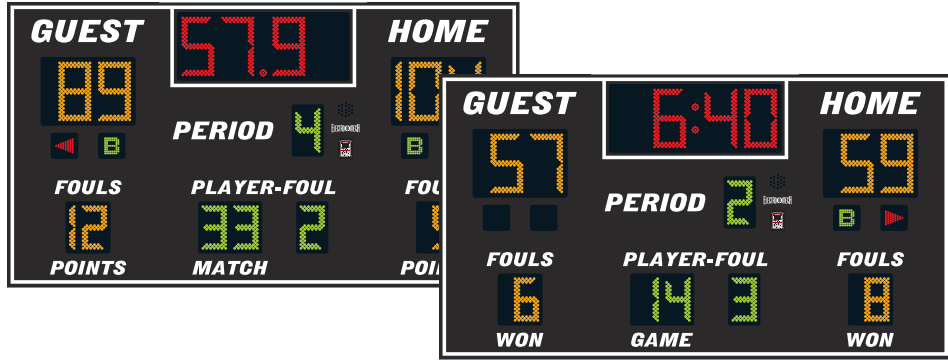 GUEST 57.9 HOME
89
B B
PERIOD 4
FOULS PLAYER-FOUL FOU
12 33 2
POINTS MATCH POI
GUEST 6:40 HOME
57 59
PERIOD 2
B
FOULS PLAYER-FOUL FOULS
6 14 3 8
WON GAME WON